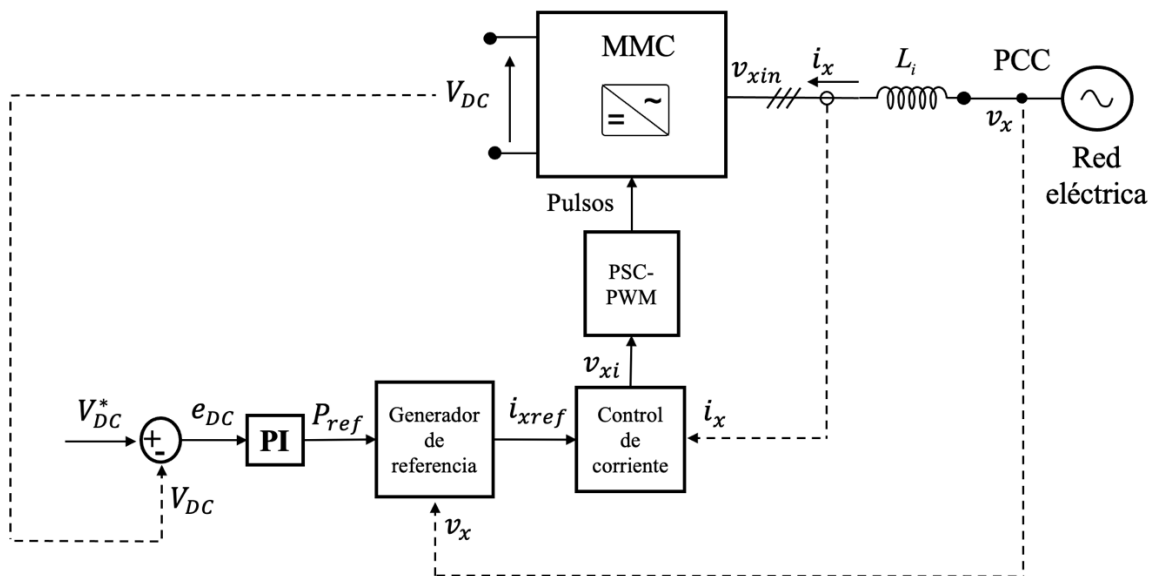 MMC
V_DC
= ~
v_xin
i_x
L_i
PCC
v_x
Red
eléctrica
Pulsos
PSC-
PWM
v_xi
V*_DC
+
-
e_DC
PI
P_ref
Generador
de
referencia
i_xref
Control
de
corriente
i_x
V_DC
v_x